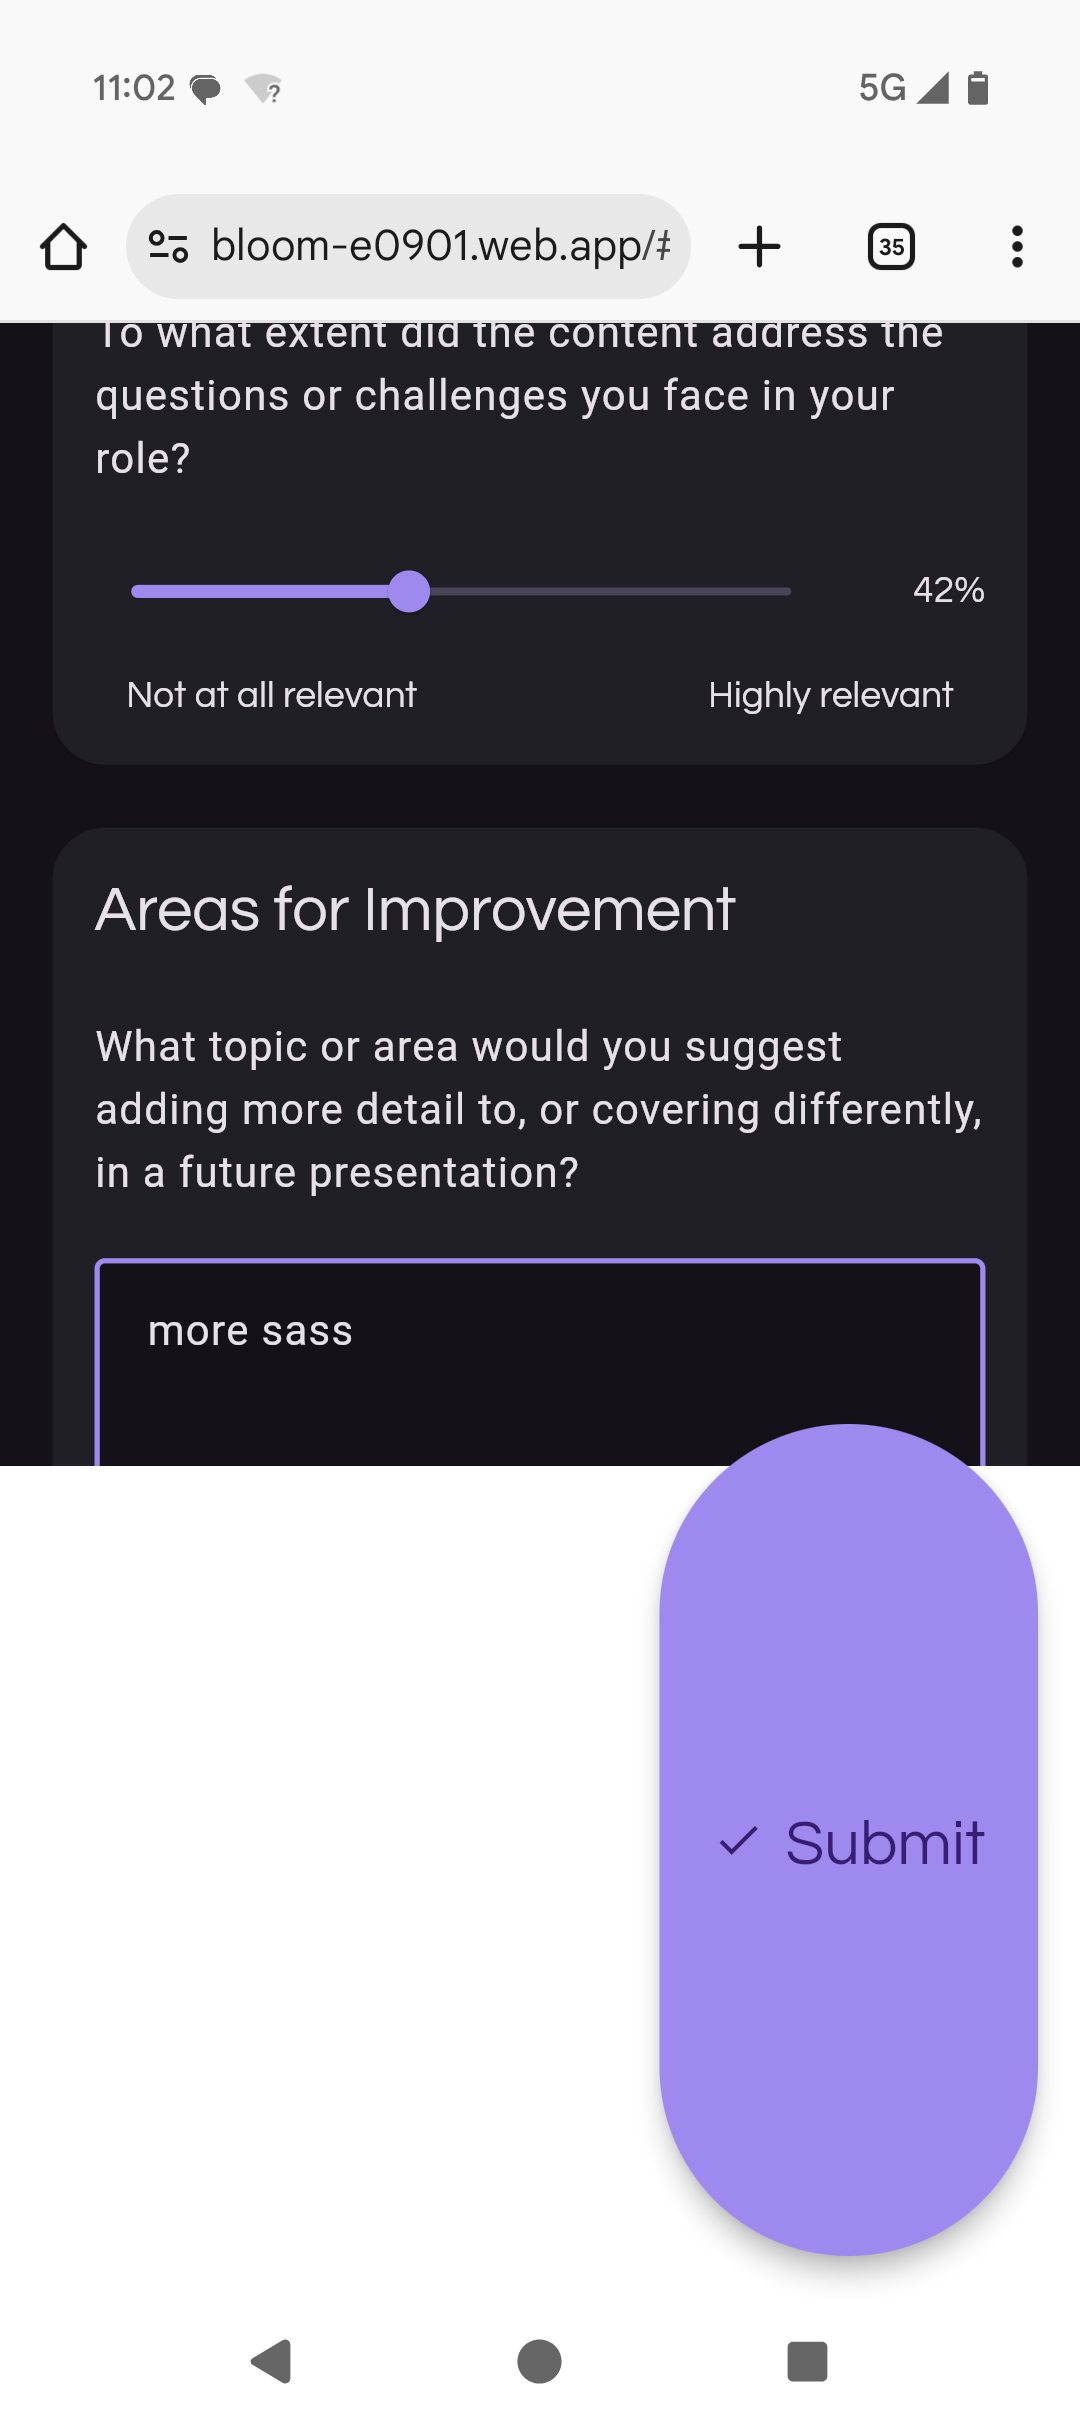 11:02
5G
bloom-e0901.web.app/#
35
To what extent did the content address the
questions or challenges you face in your
role?
42%
Not at all relevant
Highly relevant
Areas for Improvement
What topic or area would you suggest
adding more detail to, or covering differently,
in a future presentation?
more sass
Submit